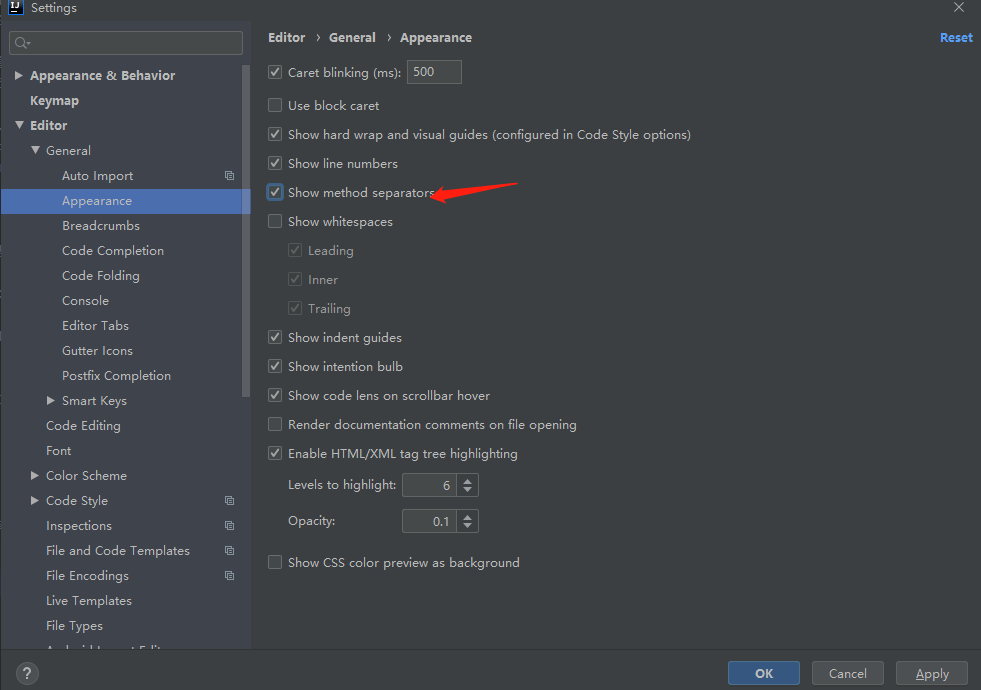 IJ Settings
Editor › General › Appearance
Reset
Appearance & Behavior
Keymap
Editor
General
Auto Import
Appearance
Breadcrumbs
Code Completion
Code Folding
Console
Editor Tabs
Gutter Icons
Postfix Completion
Smart Keys
Code Editing
Font
Color Scheme
Code Style
Inspections
File and Code Templates
File Encodings
Live Templates
File Types
Caret blinking (ms): 500
Use block caret
Show hard wrap and visual guides (configured in Code Style options)
Show line numbers
Show method separators
Show whitespaces
Leading
Inner
Trailing
Show indent guides
Show intention bulb
Show code lens on scrollbar hover
Render documentation comments on file opening
Enable HTML/XML tag tree highlighting
Levels to highlight: 6
Opacity: 0.1
Show CSS color preview as background
?
OK
Cancel
Apply